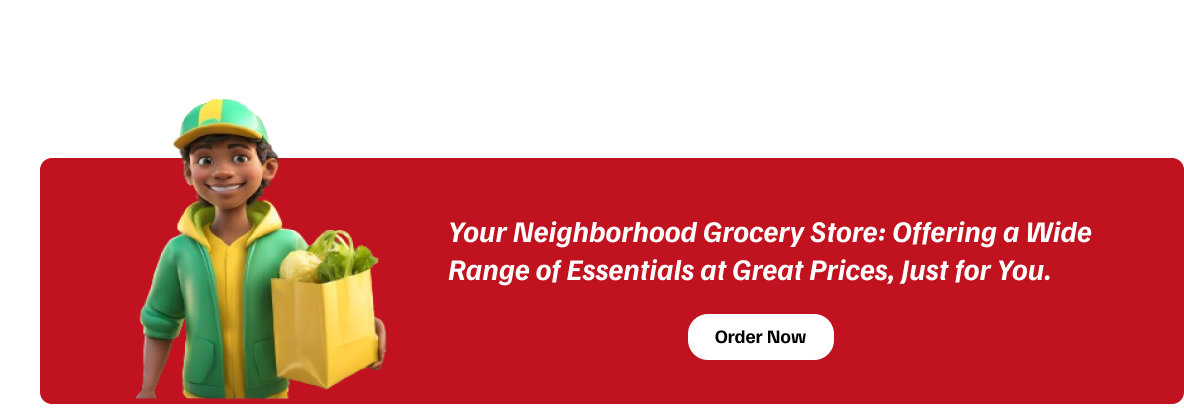 Your Neighborhood Grocery Store: Offering a Wide
Range of Essentials at Great Prices, Just for You.
Order Now